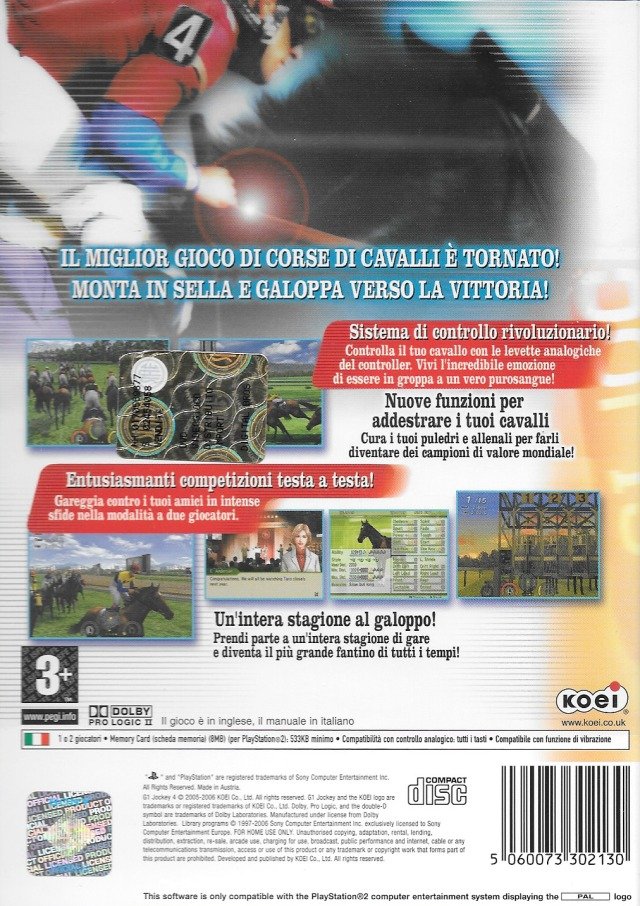 4
IL MIGLIOR GIOCO DI CORSE DI CAVALLI È TORNATO!
MONTA IN SELLA E GALOPPA VERSO LA VITTORIA!
Sistema di controllo rivoluzionario!
Controlla il tuo cavallo con le levette analogiche
del controller. Vivi l'incredibile emozione
di essere in groppa a un vero purosangue!
Nuove funzioni per
addestrare i tuoi cavalli
Cura i tuoi puledri e allenali per farli
diventare dei campioni di valore mondiale!
Entusiasmanti competizioni testa a testa!
Gareggia contro i tuoi amici in intense
sfide nella modalità a due giocatori.
1 2 3
Un'intera stagione al galoppo!
Prendi parte a un'intera stagione di gare
e diventa il più grande fantino di tutti i tempi!
3+
www.pegi.info
DOLBY
PRO LOGIC II
Il gioco è in inglese, il manuale in italiano
KOEI
www.koei.co.uk
1 o 2 giocatori • Memory Card (scheda memoria) (8MB) (per PlayStation®2): 533KB minimo • Compatibilità con controllo analogico: tutti i tasti • Compatibile con funzione di vibrazione
" and "PlayStation" are registered trademarks of Sony Computer Entertainment Inc.
All Rights Reserved. Made in Austria.
G1 Jockey 4 © 2005-2006 KOEI Co., Ltd. All rights reserved. G1 Jockey and the KOEI logo are
trademarks or registered trademarks of KOEI Co., Ltd. Dolby, Pro Logic, and the double-D
symbol are trademarks of Dolby Laboratories. Manufactured under license from Dolby
Laboratories. Library programs © 1997-2006 Sony Computer Entertainment Inc. exclusively licensed to Sony
Computer Entertainment Europe. FOR HOME USE ONLY. Unauthorised copying, adaptation, rental, lending,
distribution, extraction, re-sale, arcade use, charging for use, broadcast, public performance and internet, cable or any
telecommunications transmission, access or use of this product or any trademark or copyright work that forms part of
this product are prohibited. Developed and published by KOEI Co., Ltd. All rights reserved.
COMPACT
disc
5 060073 302130
This software is only compatible with the PlayStation®2 computer entertainment system displaying the PAL logo